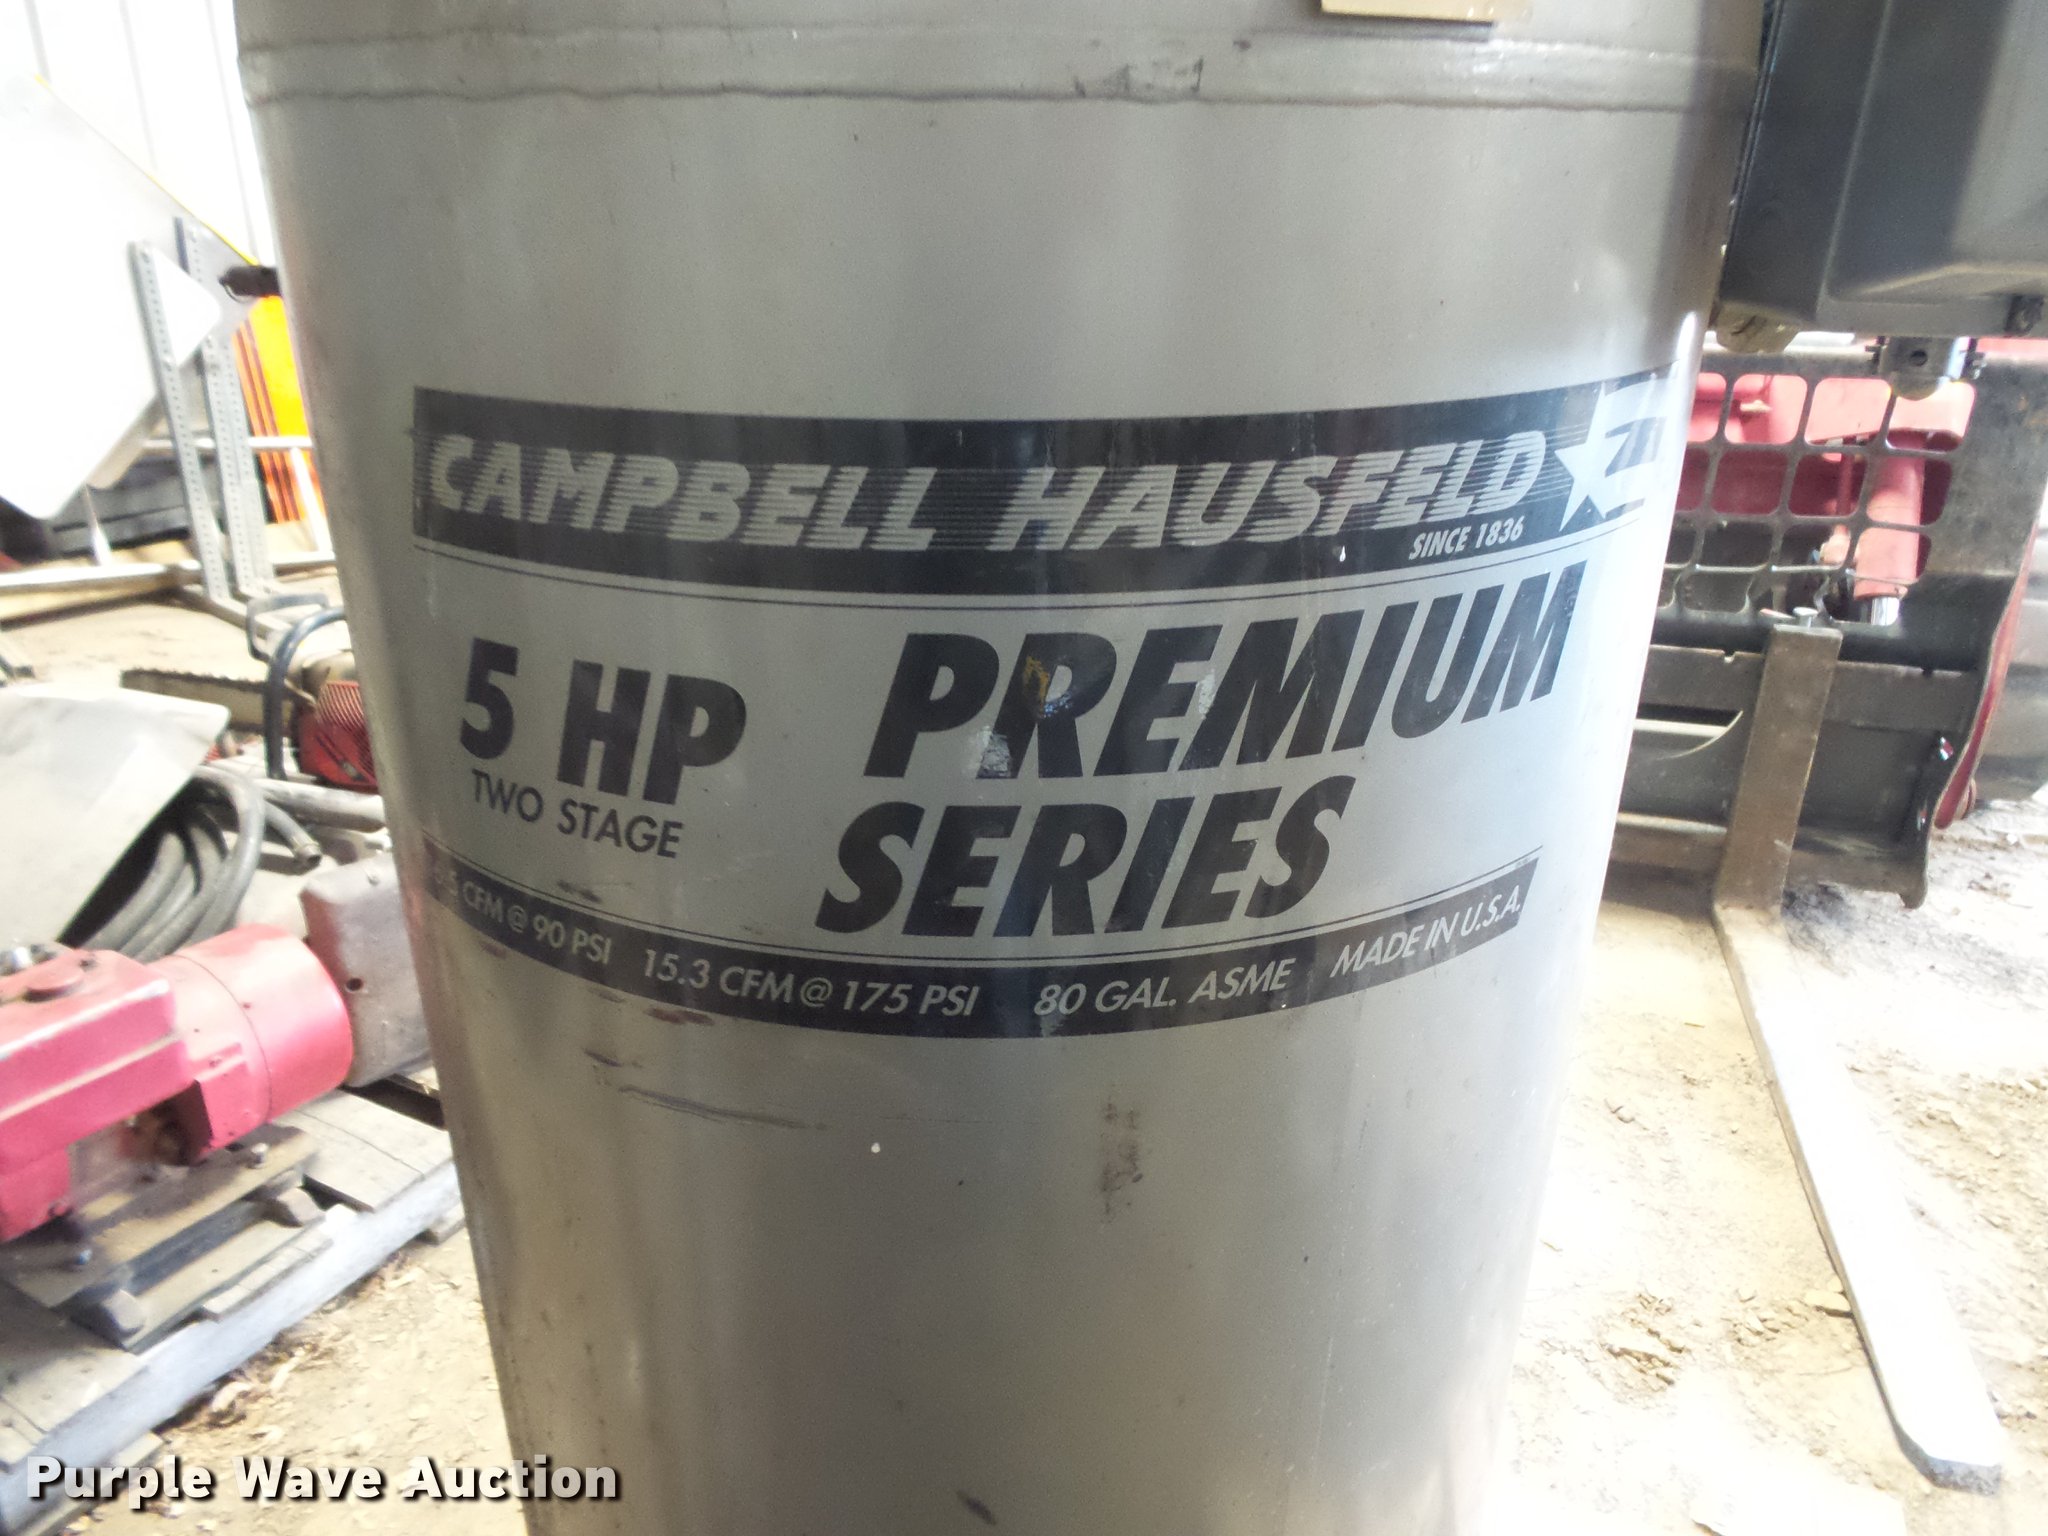 CAMPBELL HAUSFELD
SINCE 1836
5 HP PREMIUM
TWO STAGE SERIES
CFM @ 90 PSI 15.3 CFM @ 175 PSI 80 GAL. ASME MADE IN U.S.A.
Purple Wave Auction